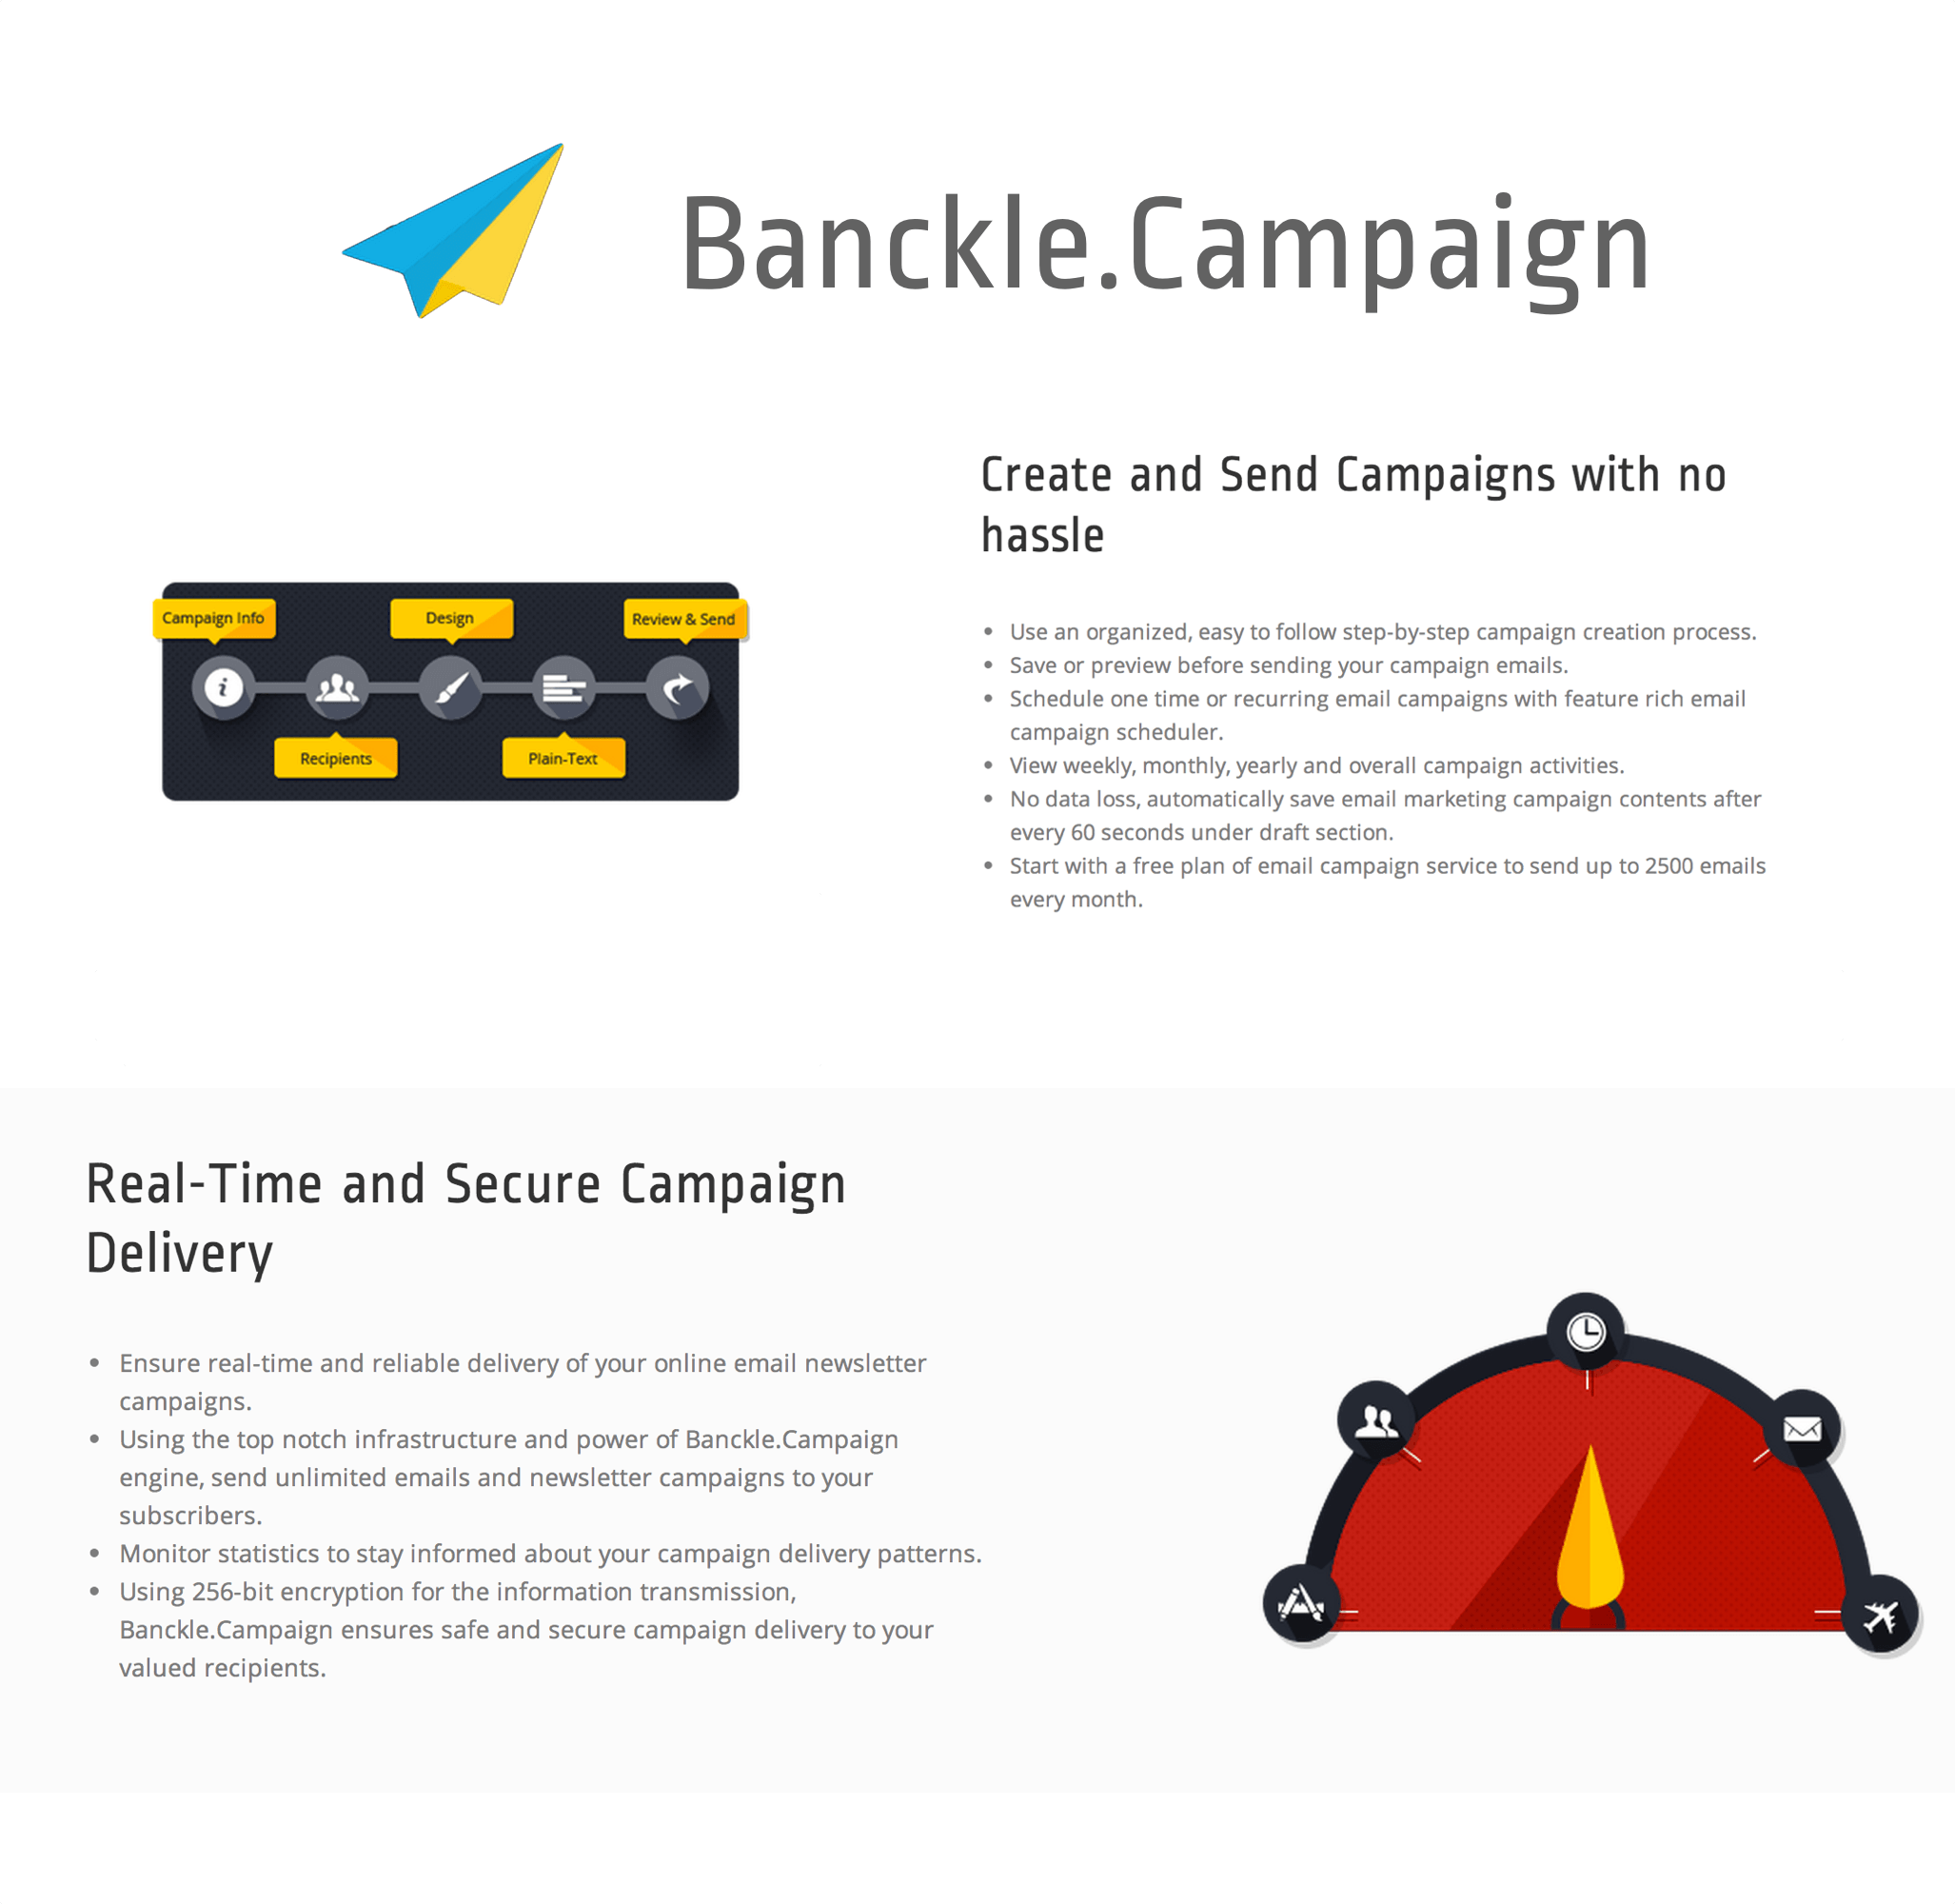 Banckle.Campaign
Create and Send Campaigns with no
hassle
Campaign Info
Design
Review & Send
Recipients
Plain-Text
Use an organized, easy to follow step-by-step campaign creation process.
Save or preview before sending your campaign emails.
Schedule one time or recurring email campaigns with feature rich email
campaign scheduler.
View weekly, monthly, yearly and overall campaign activities.
No data loss, automatically save email marketing campaign contents after
every 60 seconds under draft section.
Start with a free plan of email campaign service to send up to 2500 emails
every month.
Real-Time and Secure Campaign
Delivery
Ensure real-time and reliable delivery of your online email newsletter
campaigns.
Using the top notch infrastructure and power of Banckle.Campaign
engine, send unlimited emails and newsletter campaigns to your
subscribers.
Monitor statistics to stay informed about your campaign delivery patterns.
Using 256-bit encryption for the information transmission,
Banckle.Campaign ensures safe and secure campaign delivery to your
valued recipients.